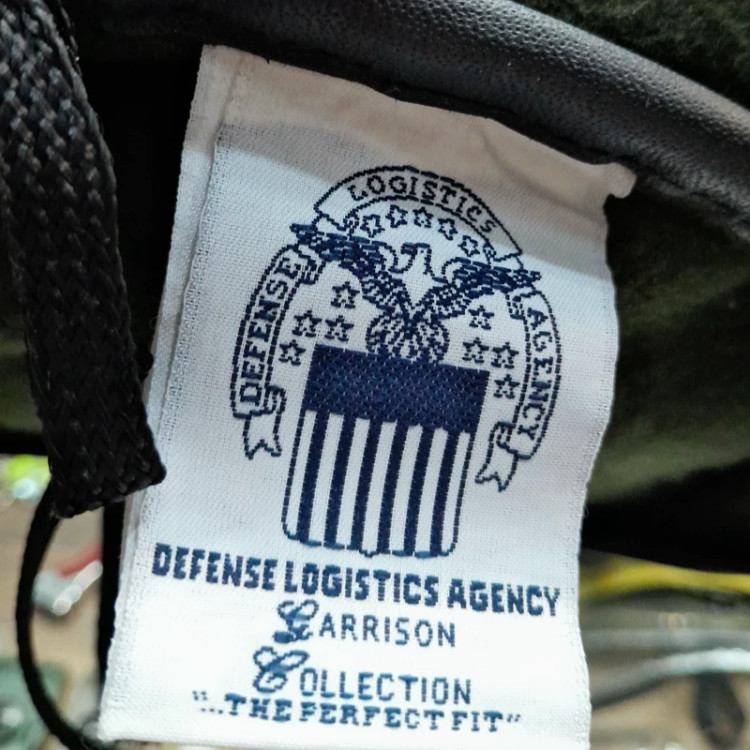 LOGISTICS
DEFENSE
AGENCY
DEFENSE LOGISTICS AGENCY
GARRISON
COLLECTION
"...THE PERFECT FIT"